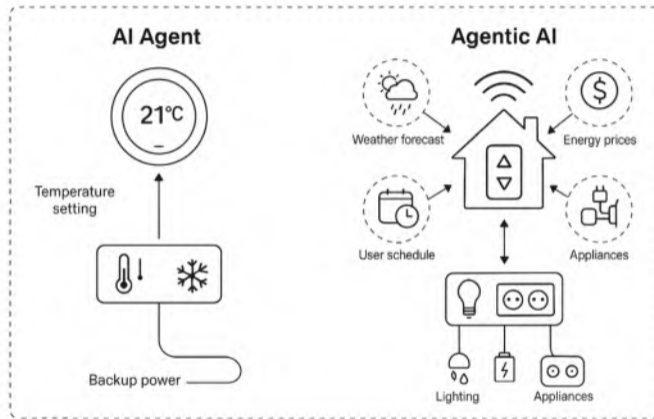 AI Agent
21°C
Temperature
setting
Backup power
Agentic AI
Weather forecast
$
Energy prices
User schedule
Appliances
Lighting
Appliances